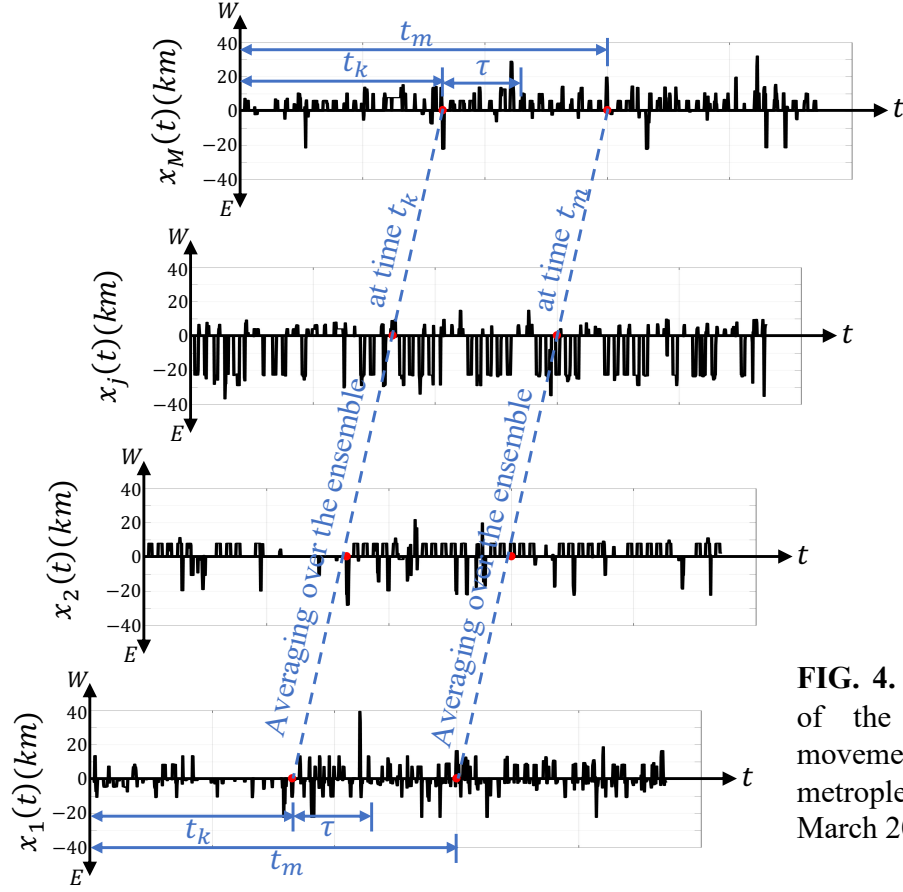 W
40
20
0
−20
−40
E
x_M(t)(km)
t_m
t_k
τ
t
at time t_k
at time t_m
W
40
20
0
−20
−40
E
x_j(t)(km)
t
Averaging over the ensemble
Averaging over the ensemble
W
40
20
0
−20
−40
E
x_2(t)(km)
t
W
40
20
0
−20
−40
E
x_1(t)(km)
t
t_k
τ
t_m
FIG. 4.
of the
moveme
metrople
March 20